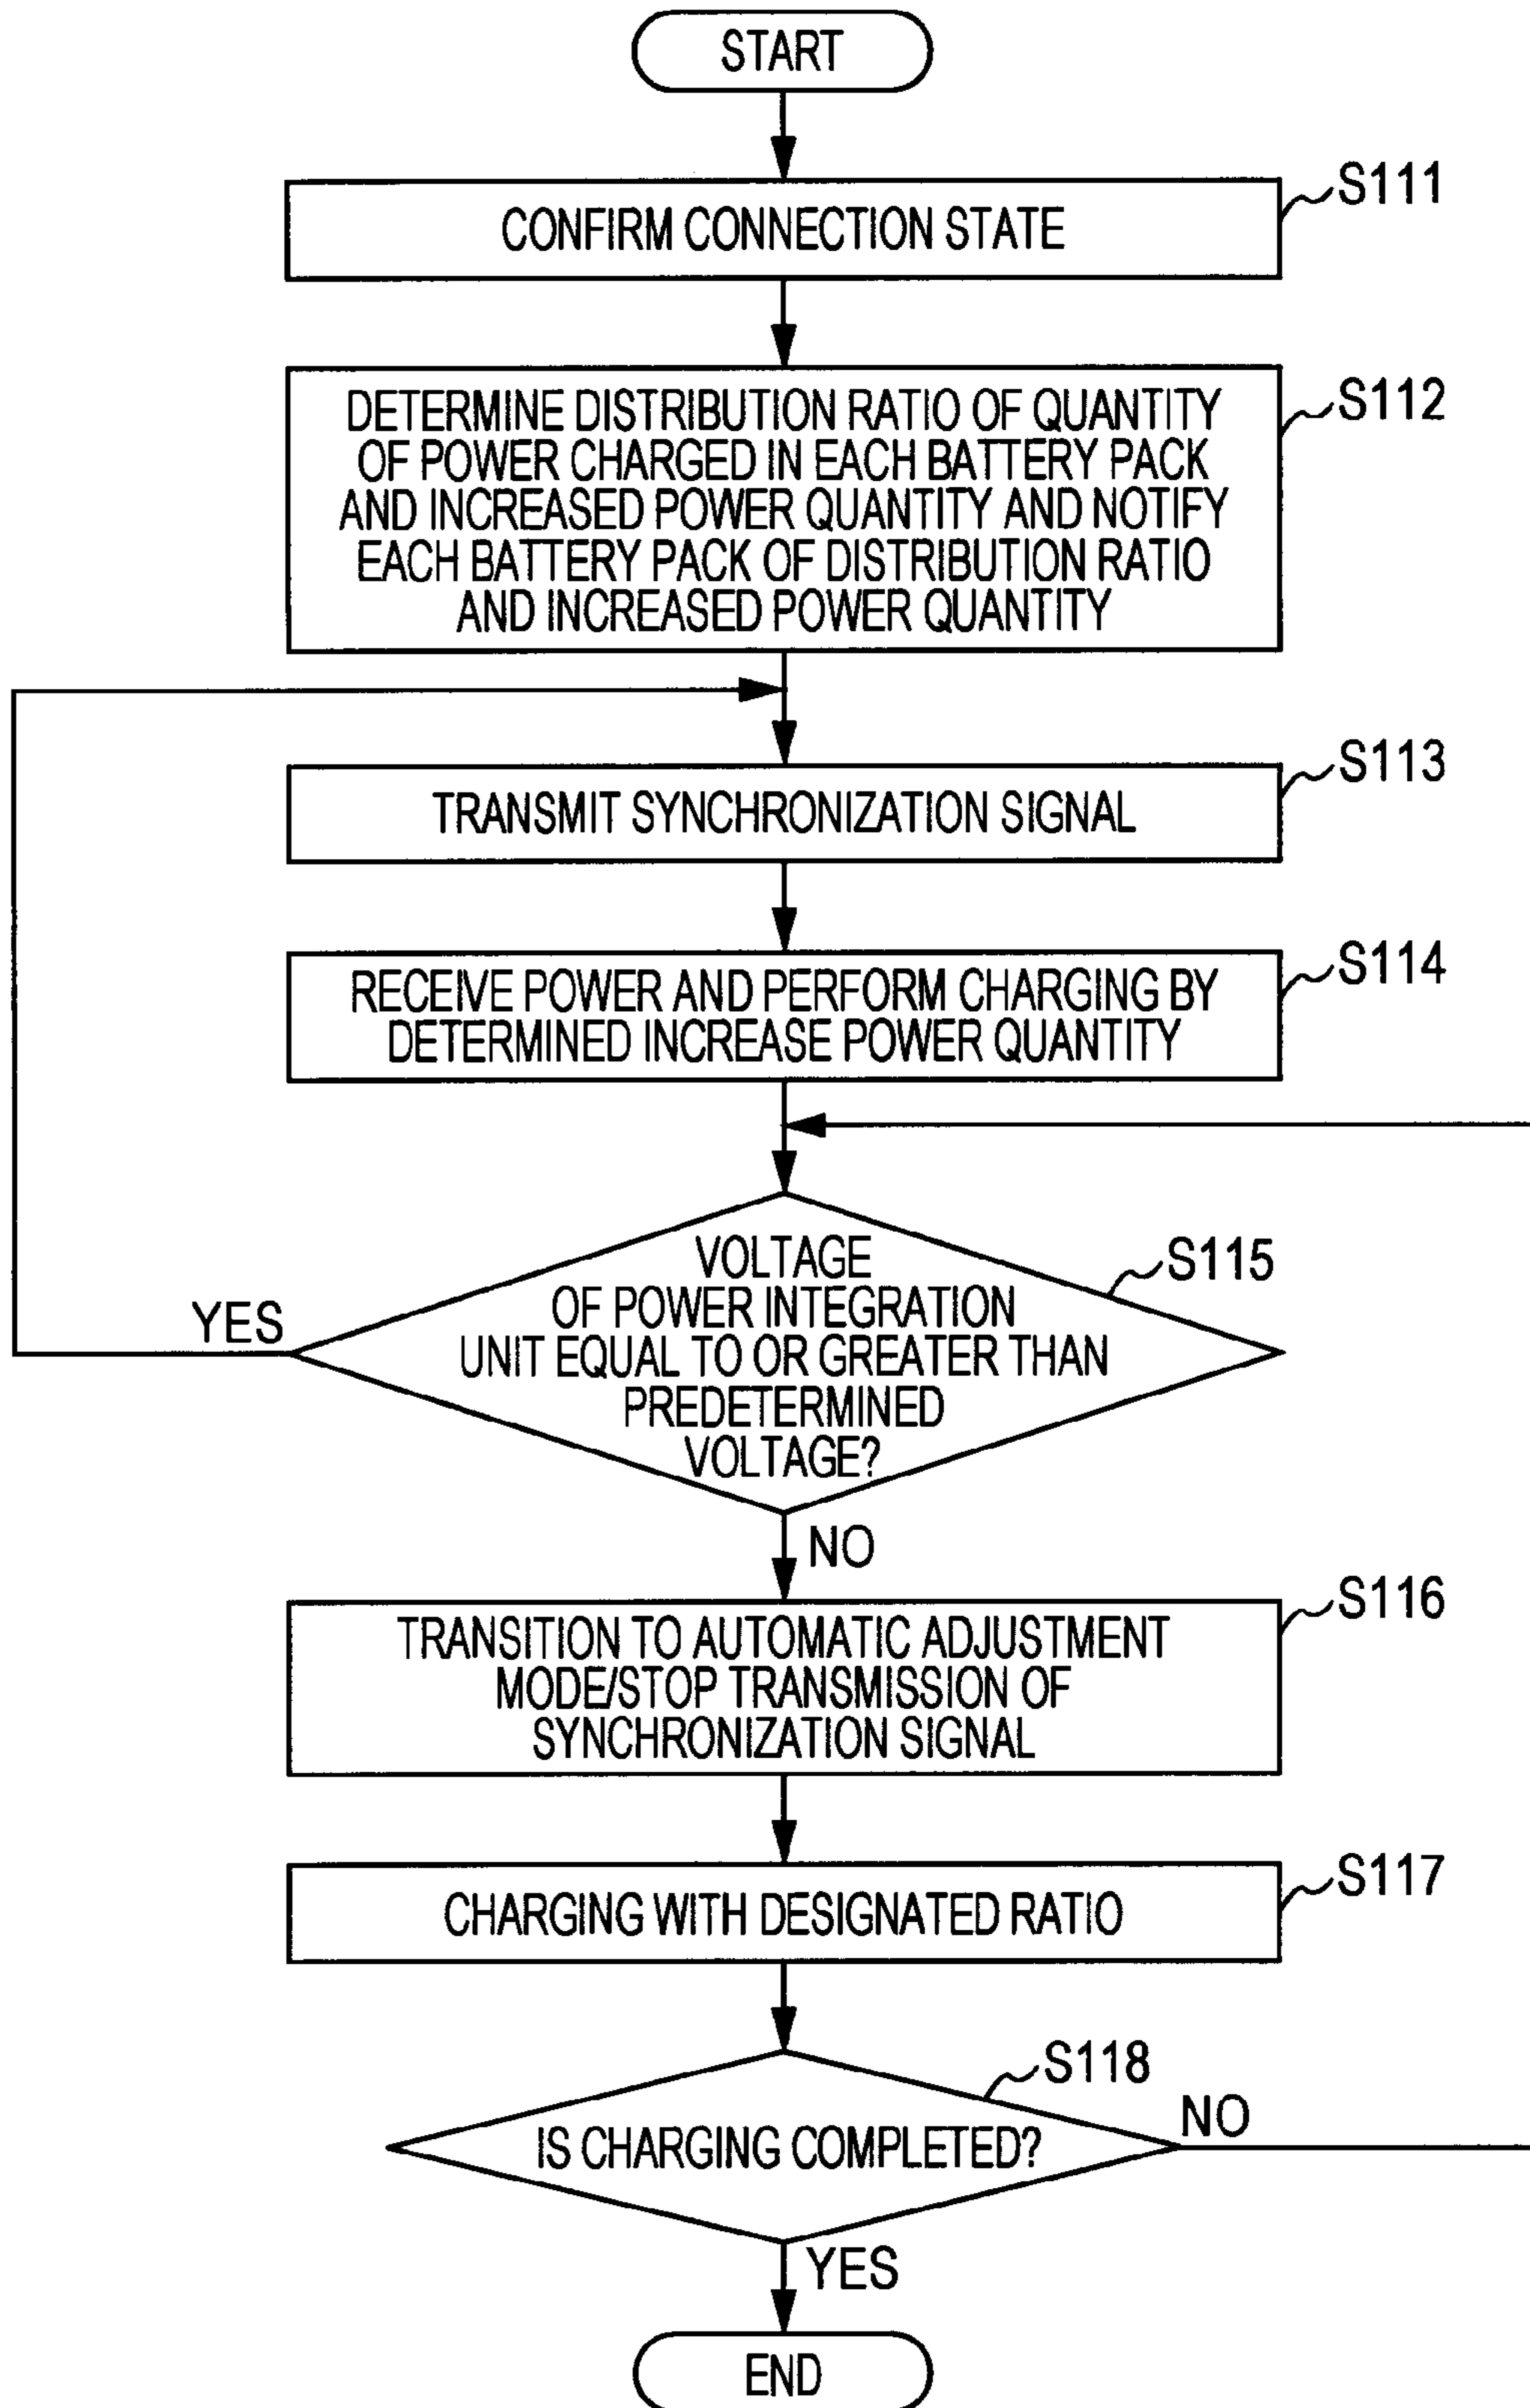 START
S111
CONFIRM CONNECTION STATE
S112
DETERMINE DISTRIBUTION RATIO OF QUANTITY
OF POWER CHARGED IN EACH BATTERY PACK
AND INCREASED POWER QUANTITY AND NOTIFY
EACH BATTERY PACK OF DISTRIBUTION RATIO
AND INCREASED POWER QUANTITY
S113
TRANSMIT SYNCHRONIZATION SIGNAL
S114
RECEIVE POWER AND PERFORM CHARGING BY
DETERMINED INCREASE POWER QUANTITY
S115
VOLTAGE
OF POWER INTEGRATION
UNIT EQUAL TO OR GREATER THAN
PREDETERMINED
VOLTAGE?
YES
NO
S116
TRANSITION TO AUTOMATIC ADJUSTMENT
MODE/STOP TRANSMISSION OF
SYNCHRONIZATION SIGNAL
S117
CHARGING WITH DESIGNATED RATIO
S118
IS CHARGING COMPLETED?
NO
YES
END